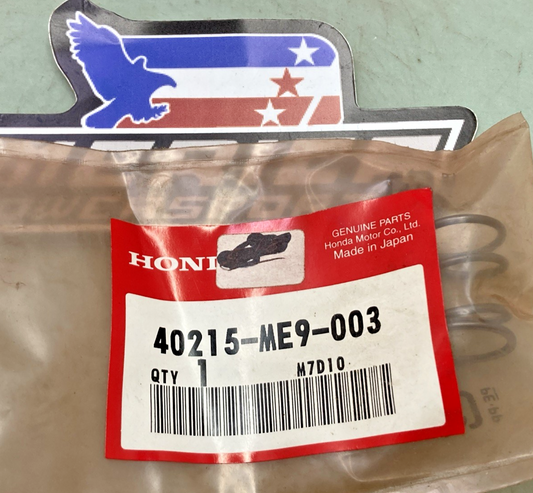 HOND
GENUINE PARTS
Honda Motor Co., Ltd.
Made in Japan
40215-ME9-003
QTY 1 M7D10